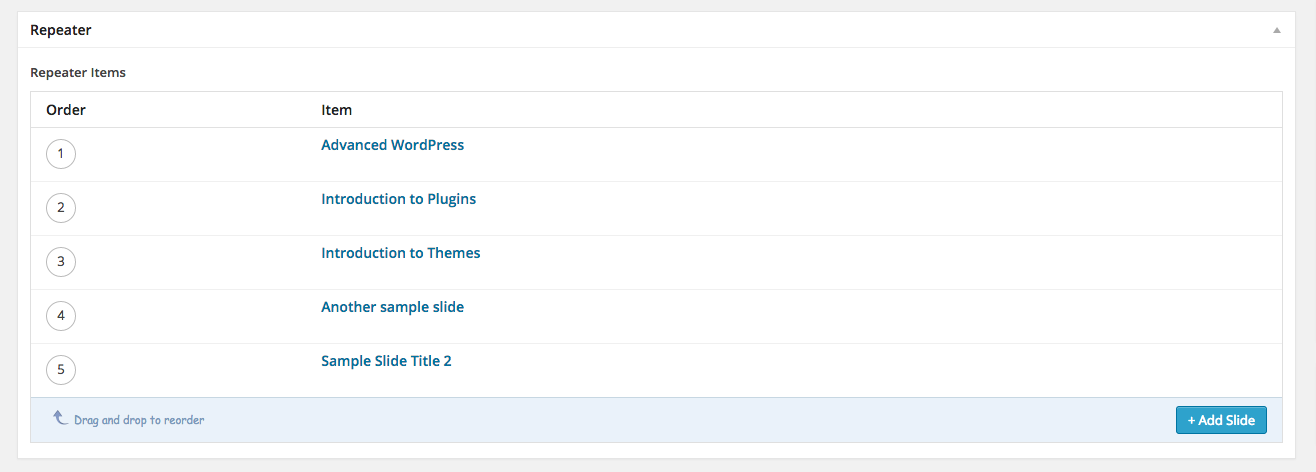 Repeater
Repeater Items
Order Item
1 Advanced WordPress
2 Introduction to Plugins
3 Introduction to Themes
4 Another sample slide
5 Sample Slide Title 2
Drag and drop to reorder + Add Slide